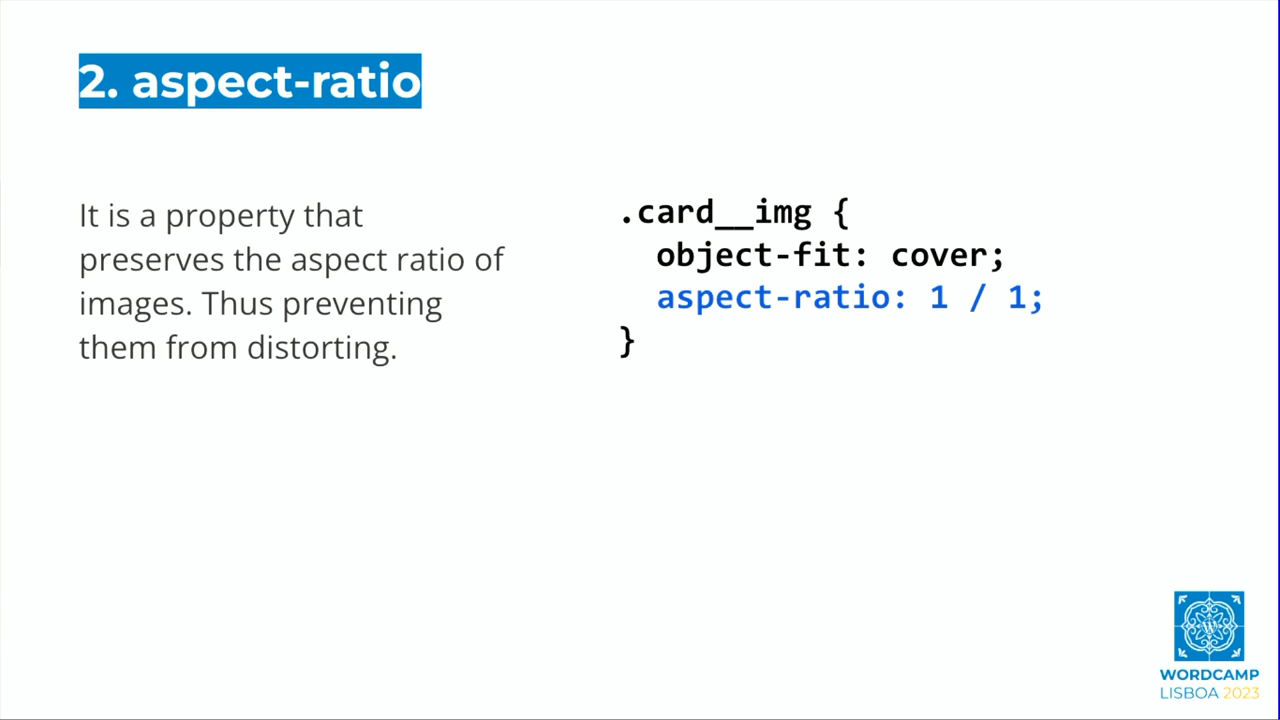 2. aspect-ratio
It is a property that
preserves the aspect ratio of
images. Thus preventing
them from distorting.
.card__img {
  object-fit: cover;
  aspect-ratio: 1 / 1;
}
WORDCAMP
LISBOA 2023